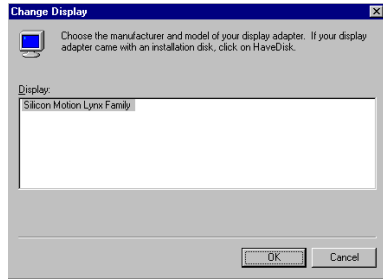 Change Display
Choose the manufacturer and model of your display adapter. If your display
adapter came with an installation disk, click on HaveDisk.
Display:
Silicon Motion Lynx Family
OK Cancel